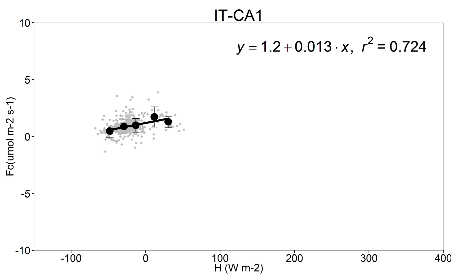 IT-CA1
y = 1.2 + 0.013 · x, r² = 0.724
10
5
0
-5
-10
Fc(umol m-2 s-1)
-100 0 100 200 300 400
H (W m-2)